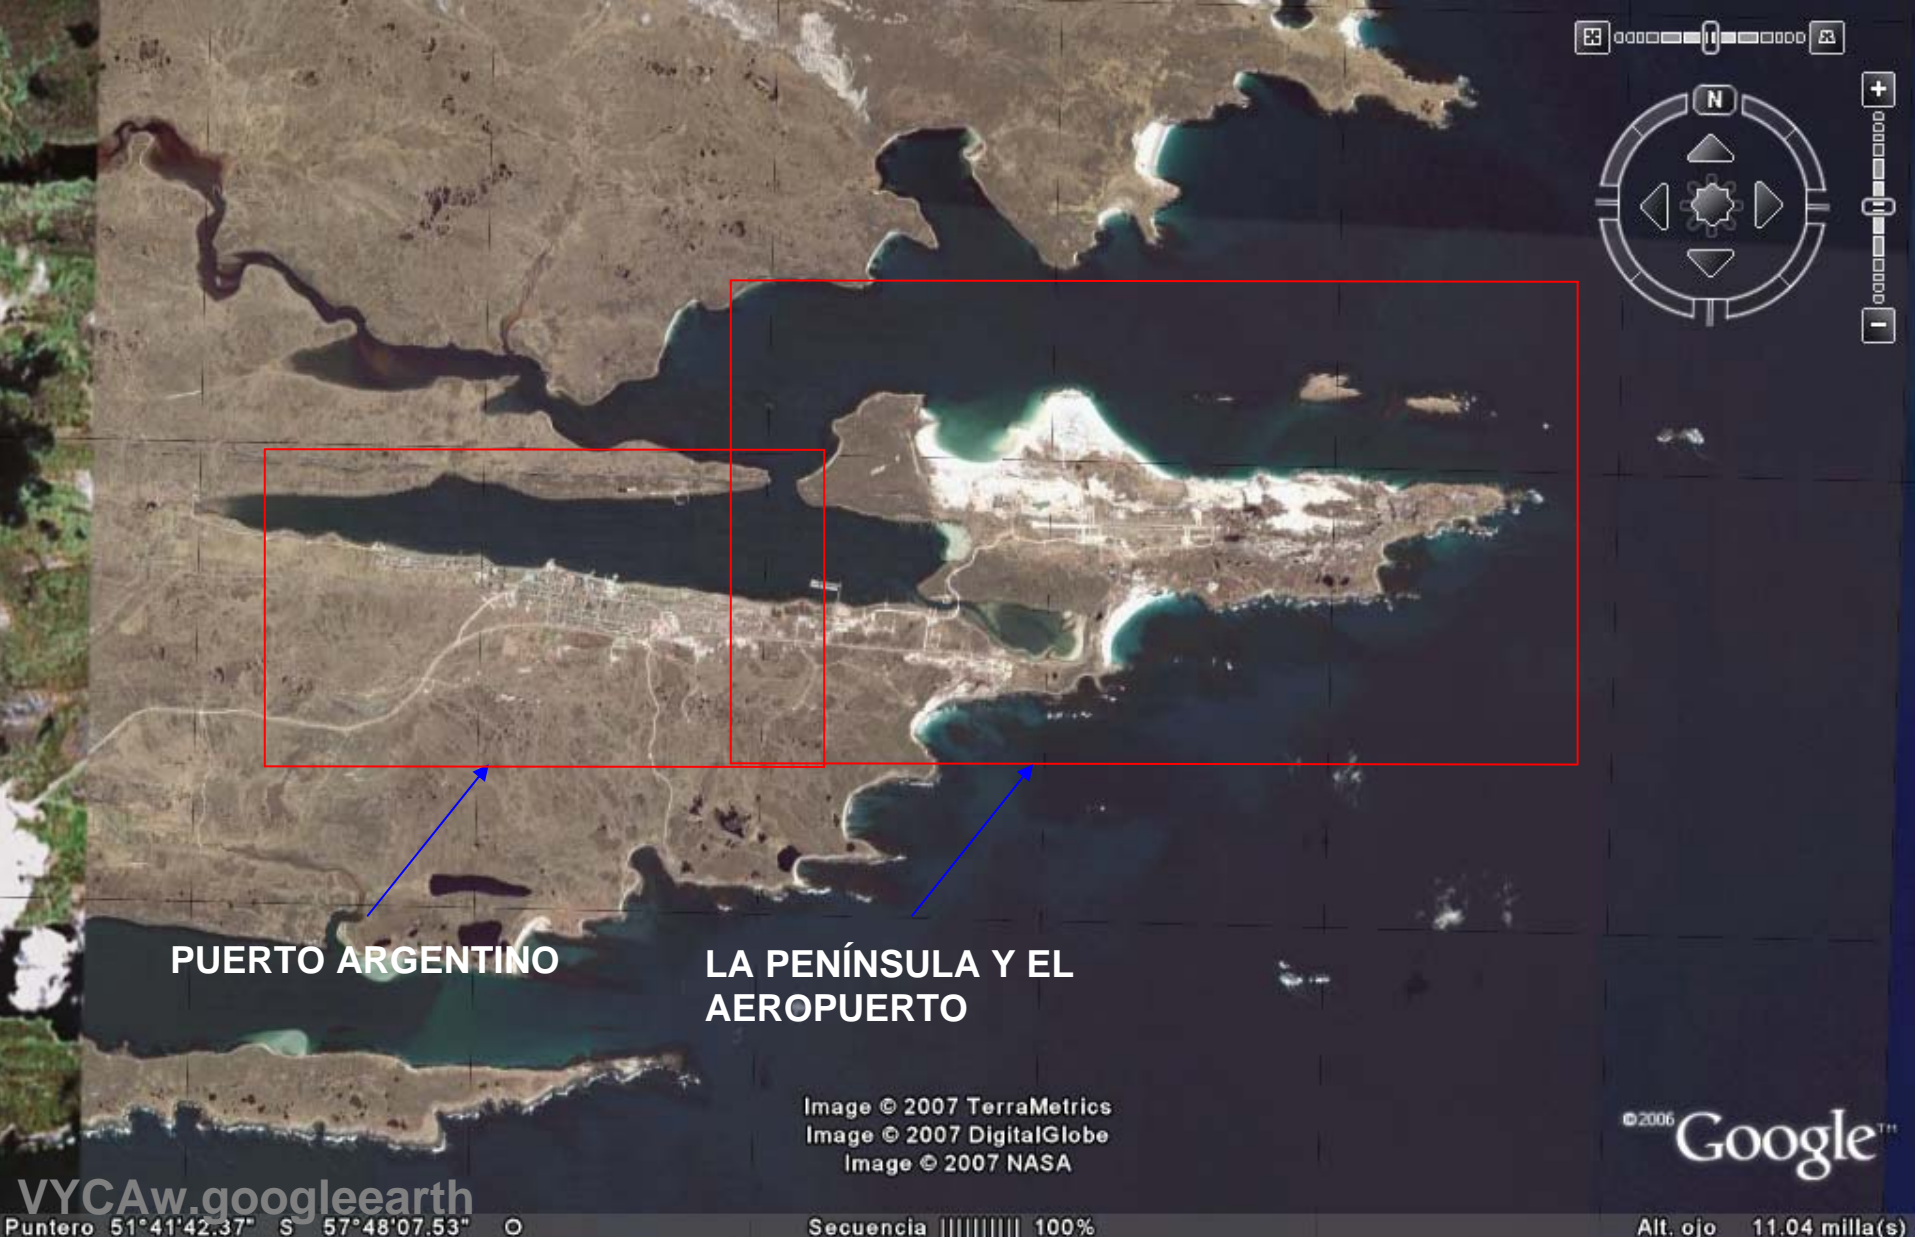 N
PUERTO ARGENTINO
LA PENÍNSULA Y EL
AEROPUERTO
Image © 2007 TerraMetrics
Image © 2007 DigitalGlobe
Image © 2007 NASA
©2006 Google™
VYCAw.googleearth
Puntero 51°41'42.37" S 57°48'07.53" O
Secuencia |||||||||| 100%
Alt. ojo 11.04 milla(s)